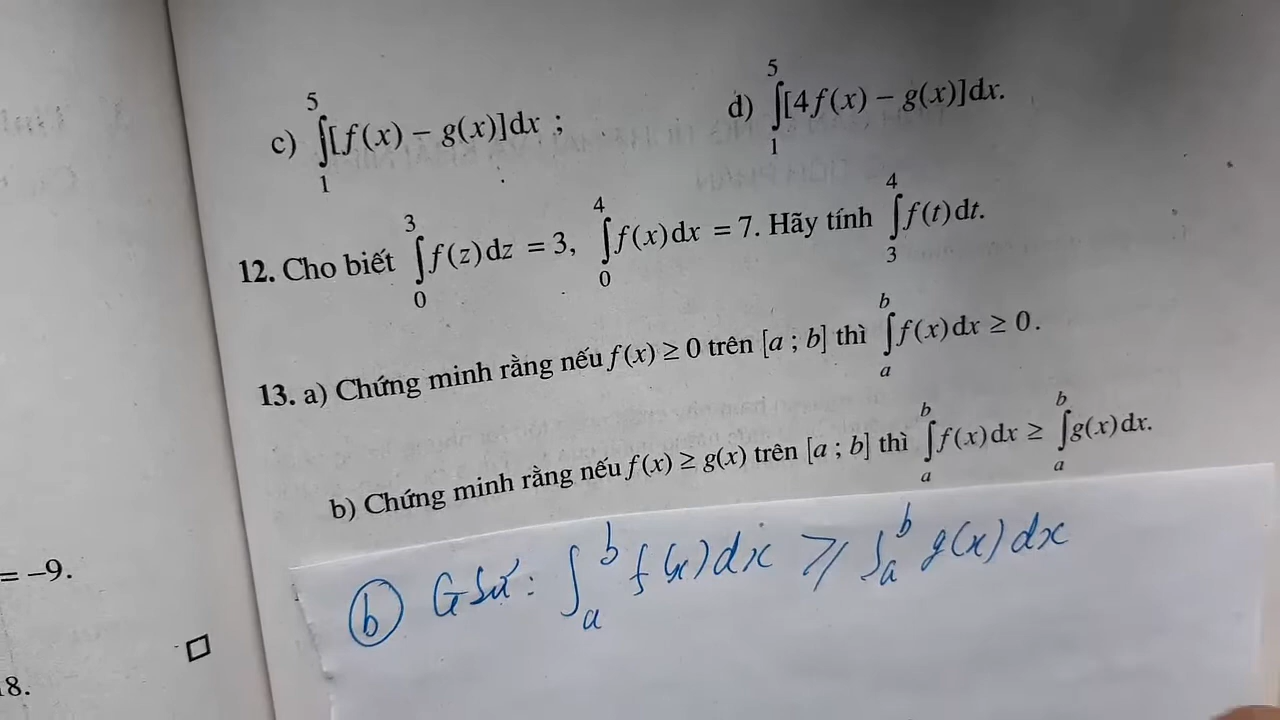 c) ∫₁⁵[f(x) − g(x)]dx ; d) ∫₁⁵[4f(x) − g(x)]dx.
12. Cho biết ∫₀³f(z)dz = 3, ∫₀⁴f(x)dx = 7. Hãy tính ∫₃⁴f(t)dt.
13. a) Chứng minh rằng nếu f(x) ≥ 0 trên [a ; b] thì ∫ₐᵇf(x)dx ≥ 0.
b) Chứng minh rằng nếu f(x) ≥ g(x) trên [a ; b] thì ∫ₐᵇf(x)dx ≥ ∫ₐᵇg(x)dx.
= −9.
b GSử: ∫ₐᵇ f(x)dx ≥ ∫ₐᵇ g(x)dx
8.